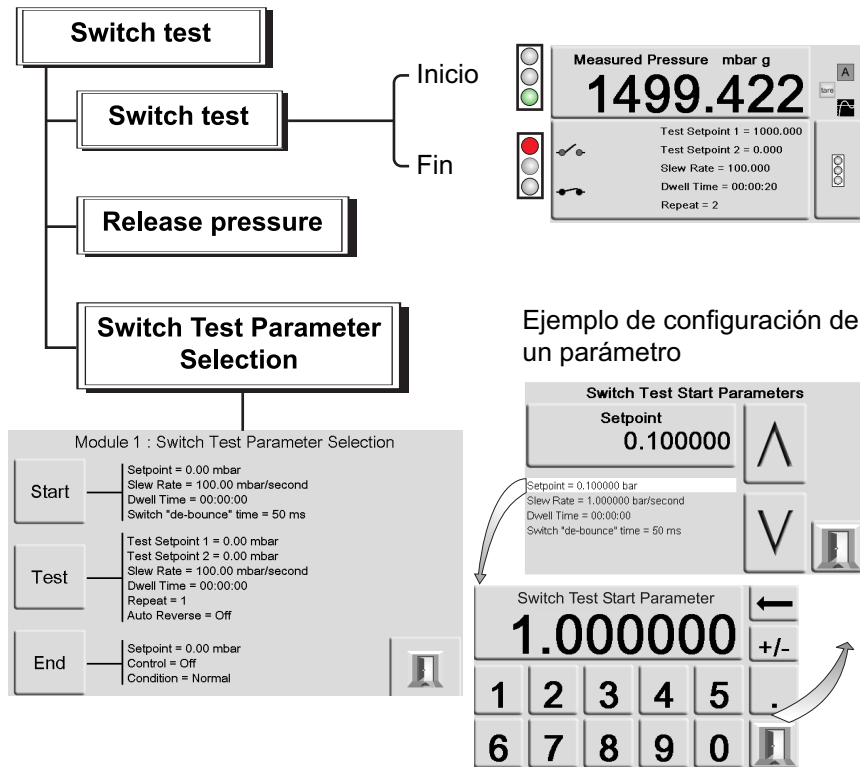 Switch test
Switch test
Inicio
Fin
Release pressure
Switch Test Parameter
Selection
Measured Pressure mbar g
1499.422
A
tare
Test Setpoint 1 = 1000.000
Test Setpoint 2 = 0.000
Slew Rate = 100.000
Dwell Time = 00:00:20
Repeat = 2
Module 1 : Switch Test Parameter Selection
Start
Setpoint = 0.00 mbar
Slew Rate = 100.00 mbar/second
Dwell Time = 00:00:00
Switch "de-bounce" time = 50 ms
Test
Test Setpoint 1 = 0.00 mbar
Test Setpoint 2 = 0.00 mbar
Slew Rate = 100.00 mbar/second
Dwell Time = 00:00:00
Repeat = 1
Auto Reverse = Off
End
Setpoint = 0.00 mbar
Control = Off
Condition = Normal
Ejemplo de configuración de
un parámetro
Switch Test Start Parameters
Setpoint
0.100000
Setpoint = 0.100000 bar
Slew Rate = 1.000000 bar/second
Dwell Time = 00:00:00
Switch "de-bounce" time = 50 ms
Switch Test Start Parameter
1.000000
+/-
1 2 3 4 5 .
6 7 8 9 0